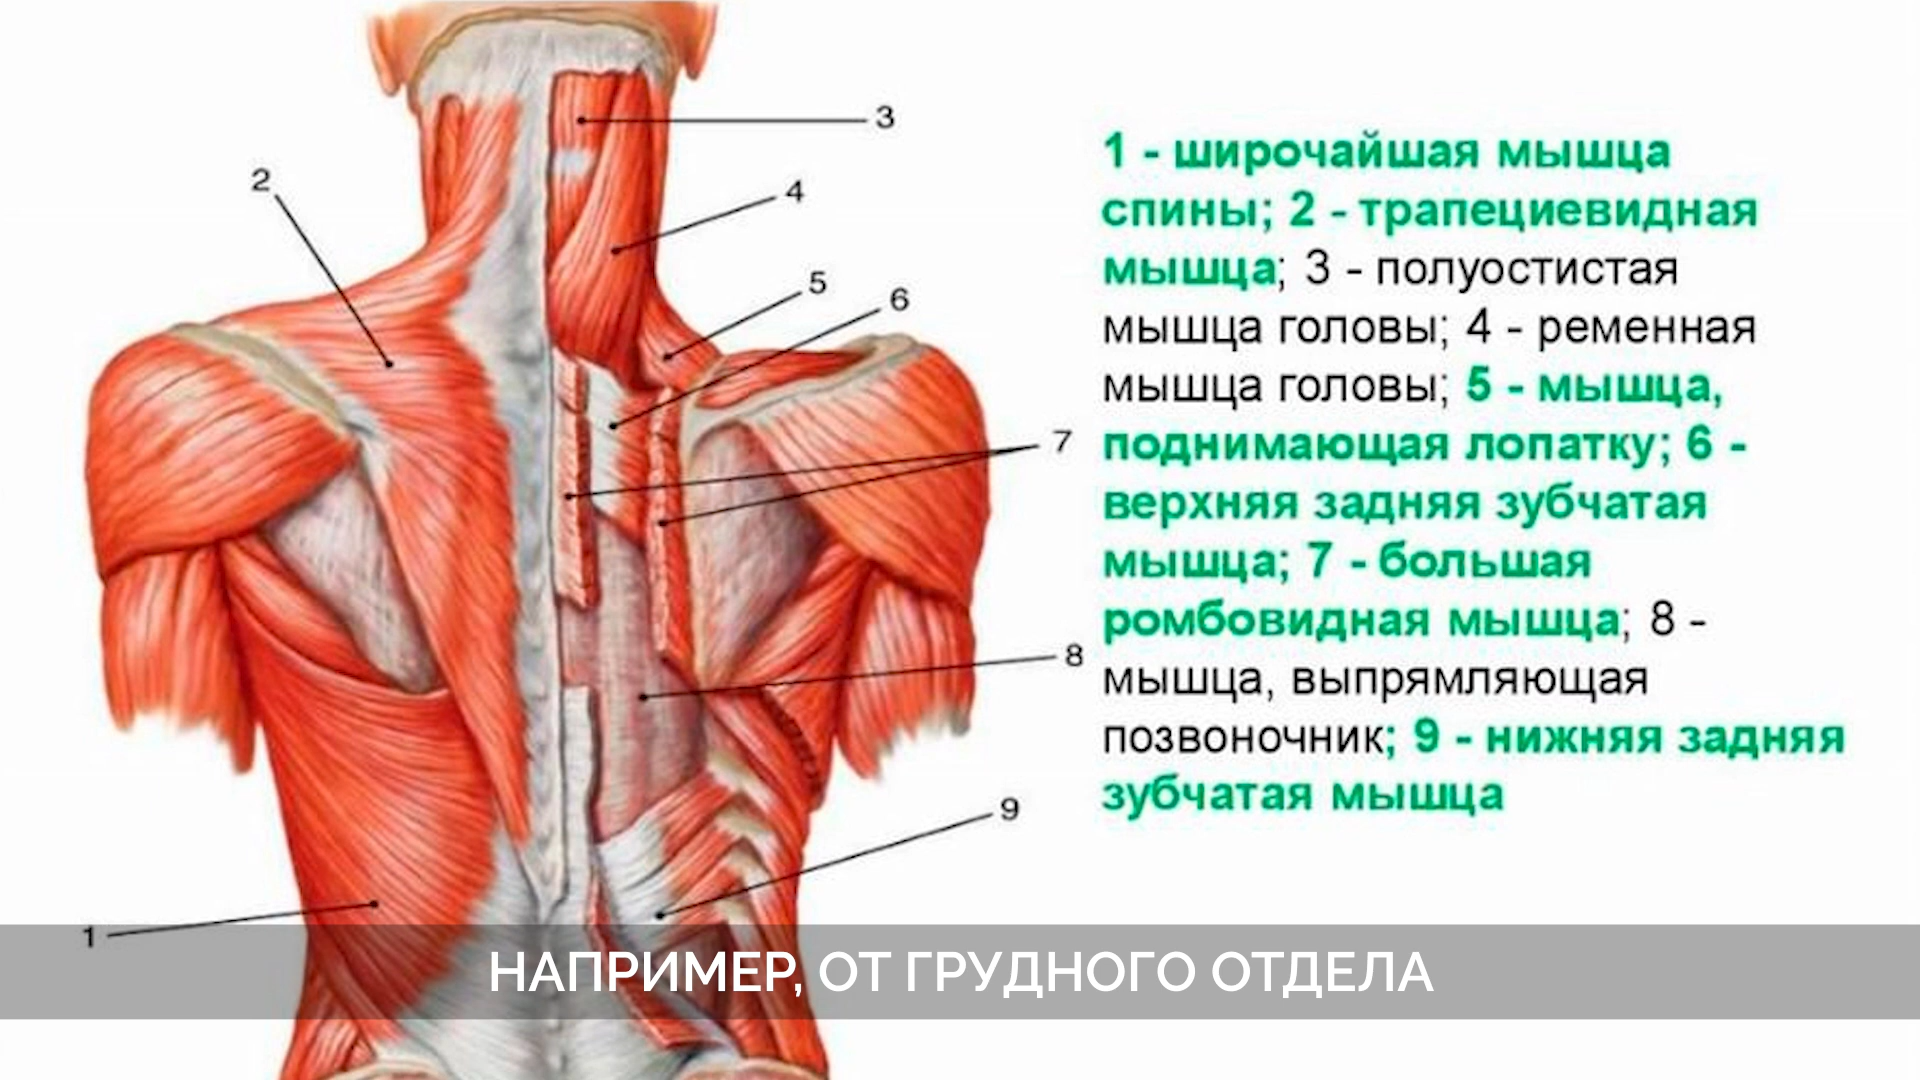 3
2
4
5
6
7
8
9
1
1 - широчайшая мышца
спины; 2 - трапециевидная
мышца; 3 - полуостистая
мышца головы; 4 - ременная
мышца головы; 5 - мышца,
поднимающая лопатку; 6 -
верхняя задняя зубчатая
мышца; 7 - большая
ромбовидная мышца; 8 -
мышца, выпрямляющая
позвоночник; 9 - нижняя задняя
зубчатая мышца
НАПРИМЕР, ОТ ГРУДНОГО ОТДЕЛА